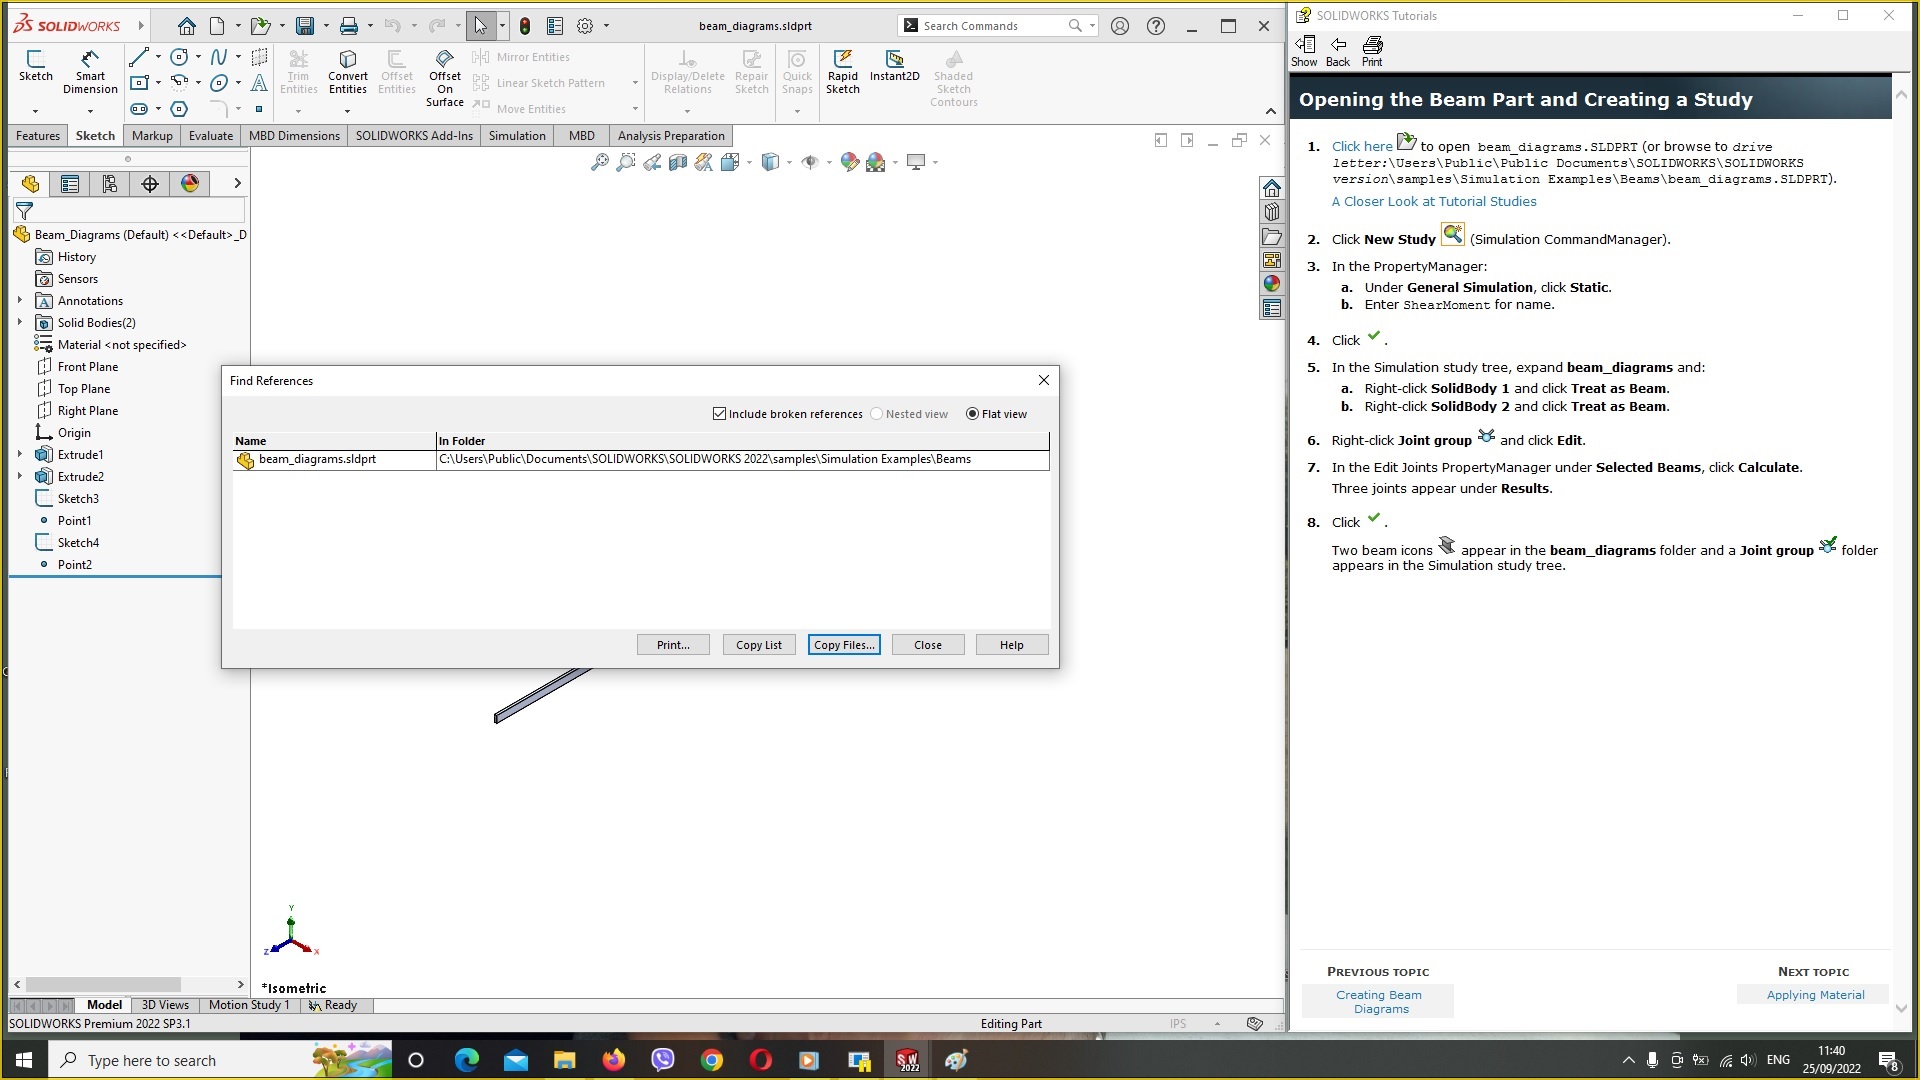 SOLIDWORKS
beam_diagrams.sldprt
Search Commands
Sketch
Smart Dimension
Trim Entities
Convert Entities
Offset Entities
Offset On Surface
Mirror Entities
Linear Sketch Pattern
Move Entities
Display/Delete Relations
Repair Sketch
Quick Snaps
Rapid Sketch
Instant2D
Shaded Sketch Contours
Features
Sketch
Markup
Evaluate
MBD Dimensions
SOLIDWORKS Add-Ins
Simulation
MBD
Analysis Preparation
Beam_Diagrams (Default) <<Default>_D
History
Sensors
Annotations
Solid Bodies(2)
Material <not specified>
Front Plane
Top Plane
Right Plane
Origin
Extrude1
Extrude2
Sketch3
Point1
Sketch4
Point2
Find References
Include broken references
Nested view
Flat view
Name
In Folder
beam_diagrams.sldprt
C:\Users\Public\Documents\SOLIDWORKS\SOLIDWORKS 2022\samples\Simulation Examples\Beams
Print...
Copy List
Copy Files...
Close
Help
Y
Z
X
*Isometric
Model
3D Views
Motion Study 1
Ready
SOLIDWORKS Premium 2022 SP3.1
Editing Part
IPS
SOLIDWORKS Tutorials
Show
Back
Print
Opening the Beam Part and Creating a Study
1. Click here to open beam_diagrams.SLDPRT (or browse to drive
letter:\Users\Public\Public Documents\SOLIDWORKS\SOLIDWORKS
version\samples\Simulation Examples\Beams\beam_diagrams.SLDPRT).
A Closer Look at Tutorial Studies
2. Click New Study (Simulation CommandManager).
3. In the PropertyManager:
a. Under General Simulation, click Static.
b. Enter ShearMoment for name.
4. Click .
5. In the Simulation study tree, expand beam_diagrams and:
a. Right-click SolidBody 1 and click Treat as Beam.
b. Right-click SolidBody 2 and click Treat as Beam.
6. Right-click Joint group and click Edit.
7. In the Edit Joints PropertyManager under Selected Beams, click Calculate.
Three joints appear under Results.
8. Click .
Two beam icons appear in the beam_diagrams folder and a Joint group folder
appears in the Simulation study tree.
PREVIOUS TOPIC
Creating Beam
Diagrams
NEXT TOPIC
Applying Material
Type here to search
SW
2022
ENG
11:40
25/09/2022
8